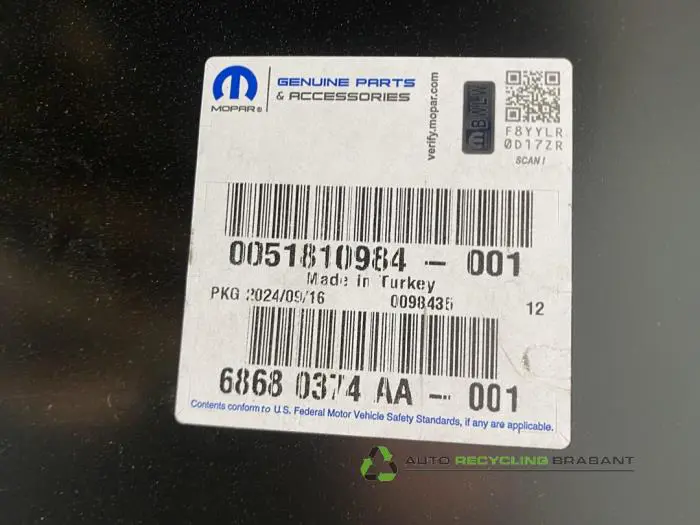 MOPAR®
GENUINE PARTS
& ACCESSORIES
verify.mopar.com
BWLW
F8YYLR
0D17ZR
SCAN!
0051810984 - 001
Made in Turkey
PKG 2024/09/16 0098435 12
6868 0374 AA - 001
Contents conform to U.S. Federal Motor Vehicle Safety Standards, if any are applicable.
AUTO RECYCLING BRABANT